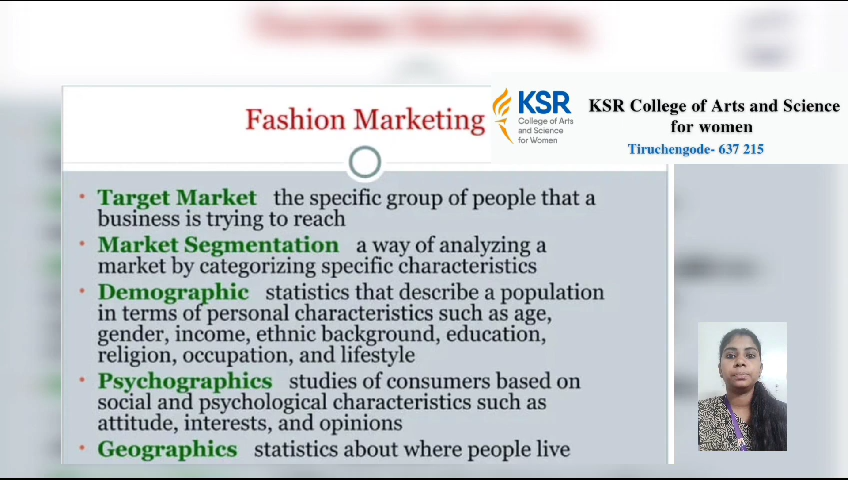 Fashion Marketing
KSR
College of Arts
and Science
for Women
KSR College of Arts and Science
for women
Tiruchengode- 637 215
• Target Market the specific group of people that a
business is trying to reach
• Market Segmentation a way of analyzing a
market by categorizing specific characteristics
• Demographic statistics that describe a population
in terms of personal characteristics such as age,
gender, income, ethnic background, education,
religion, occupation, and lifestyle
• Psychographics studies of consumers based on
social and psychological characteristics such as
attitude, interests, and opinions
• Geographics statistics about where people live